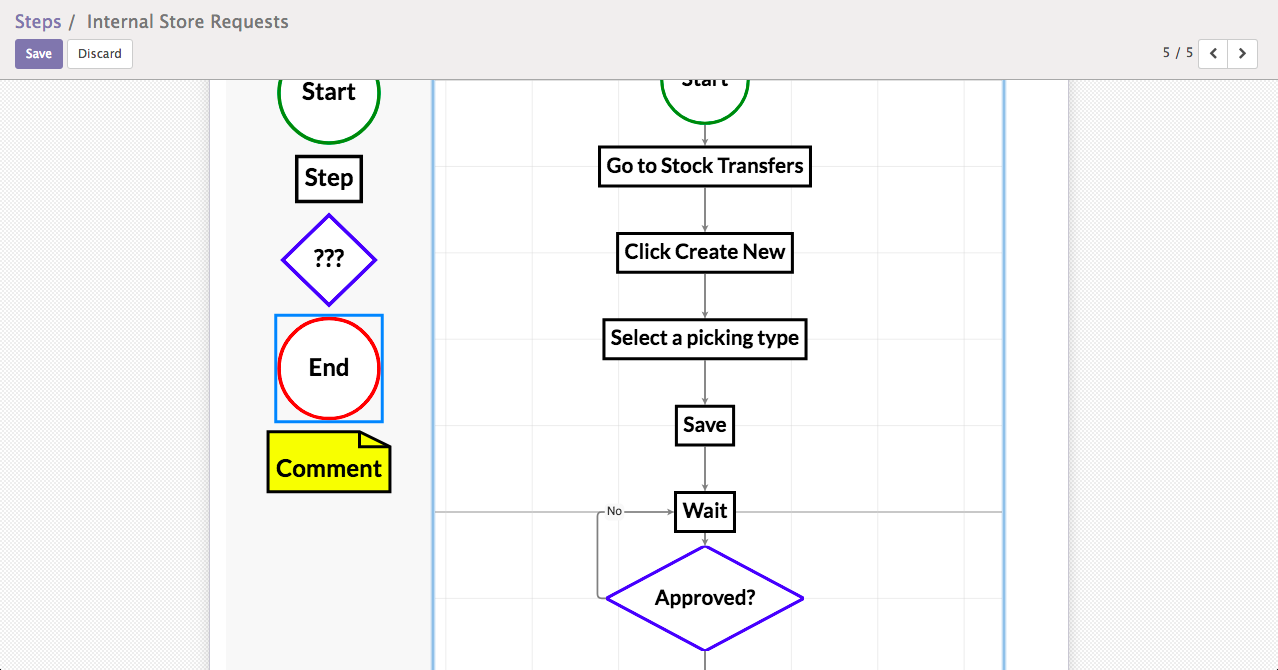 Steps / Internal Store Requests
Save Discard
5 / 5
Start
Step
???
End
Comment
Start
Go to Stock Transfers
Click Create New
Select a picking type
Save
No
Wait
Approved?